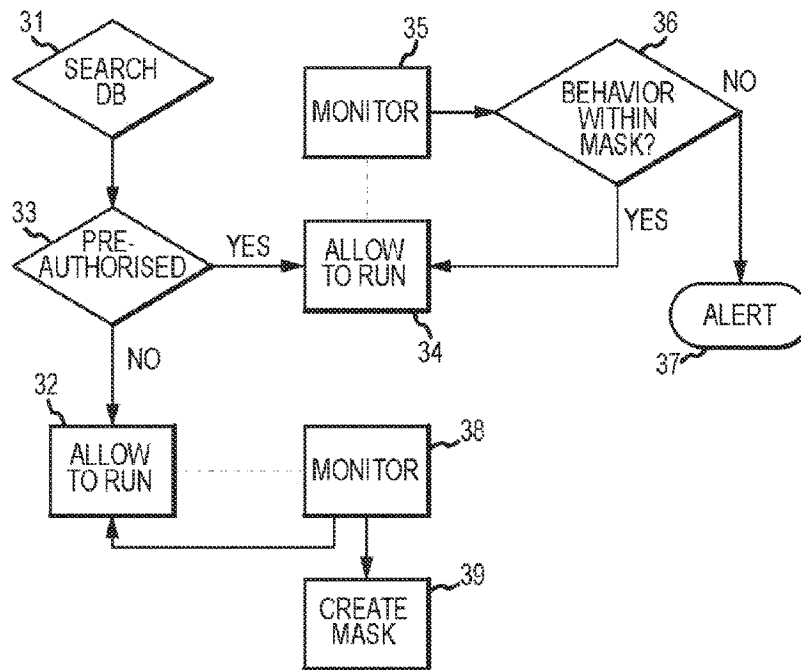 31
SEARCH
DB
35
MONITOR
36
BEHAVIOR
WITHIN
MASK?
NO
YES
33
PRE-
AUTHORISED
YES
ALLOW
TO RUN
34
ALERT
37
NO
32
ALLOW
TO RUN
38
MONITOR
39
CREATE
MASK